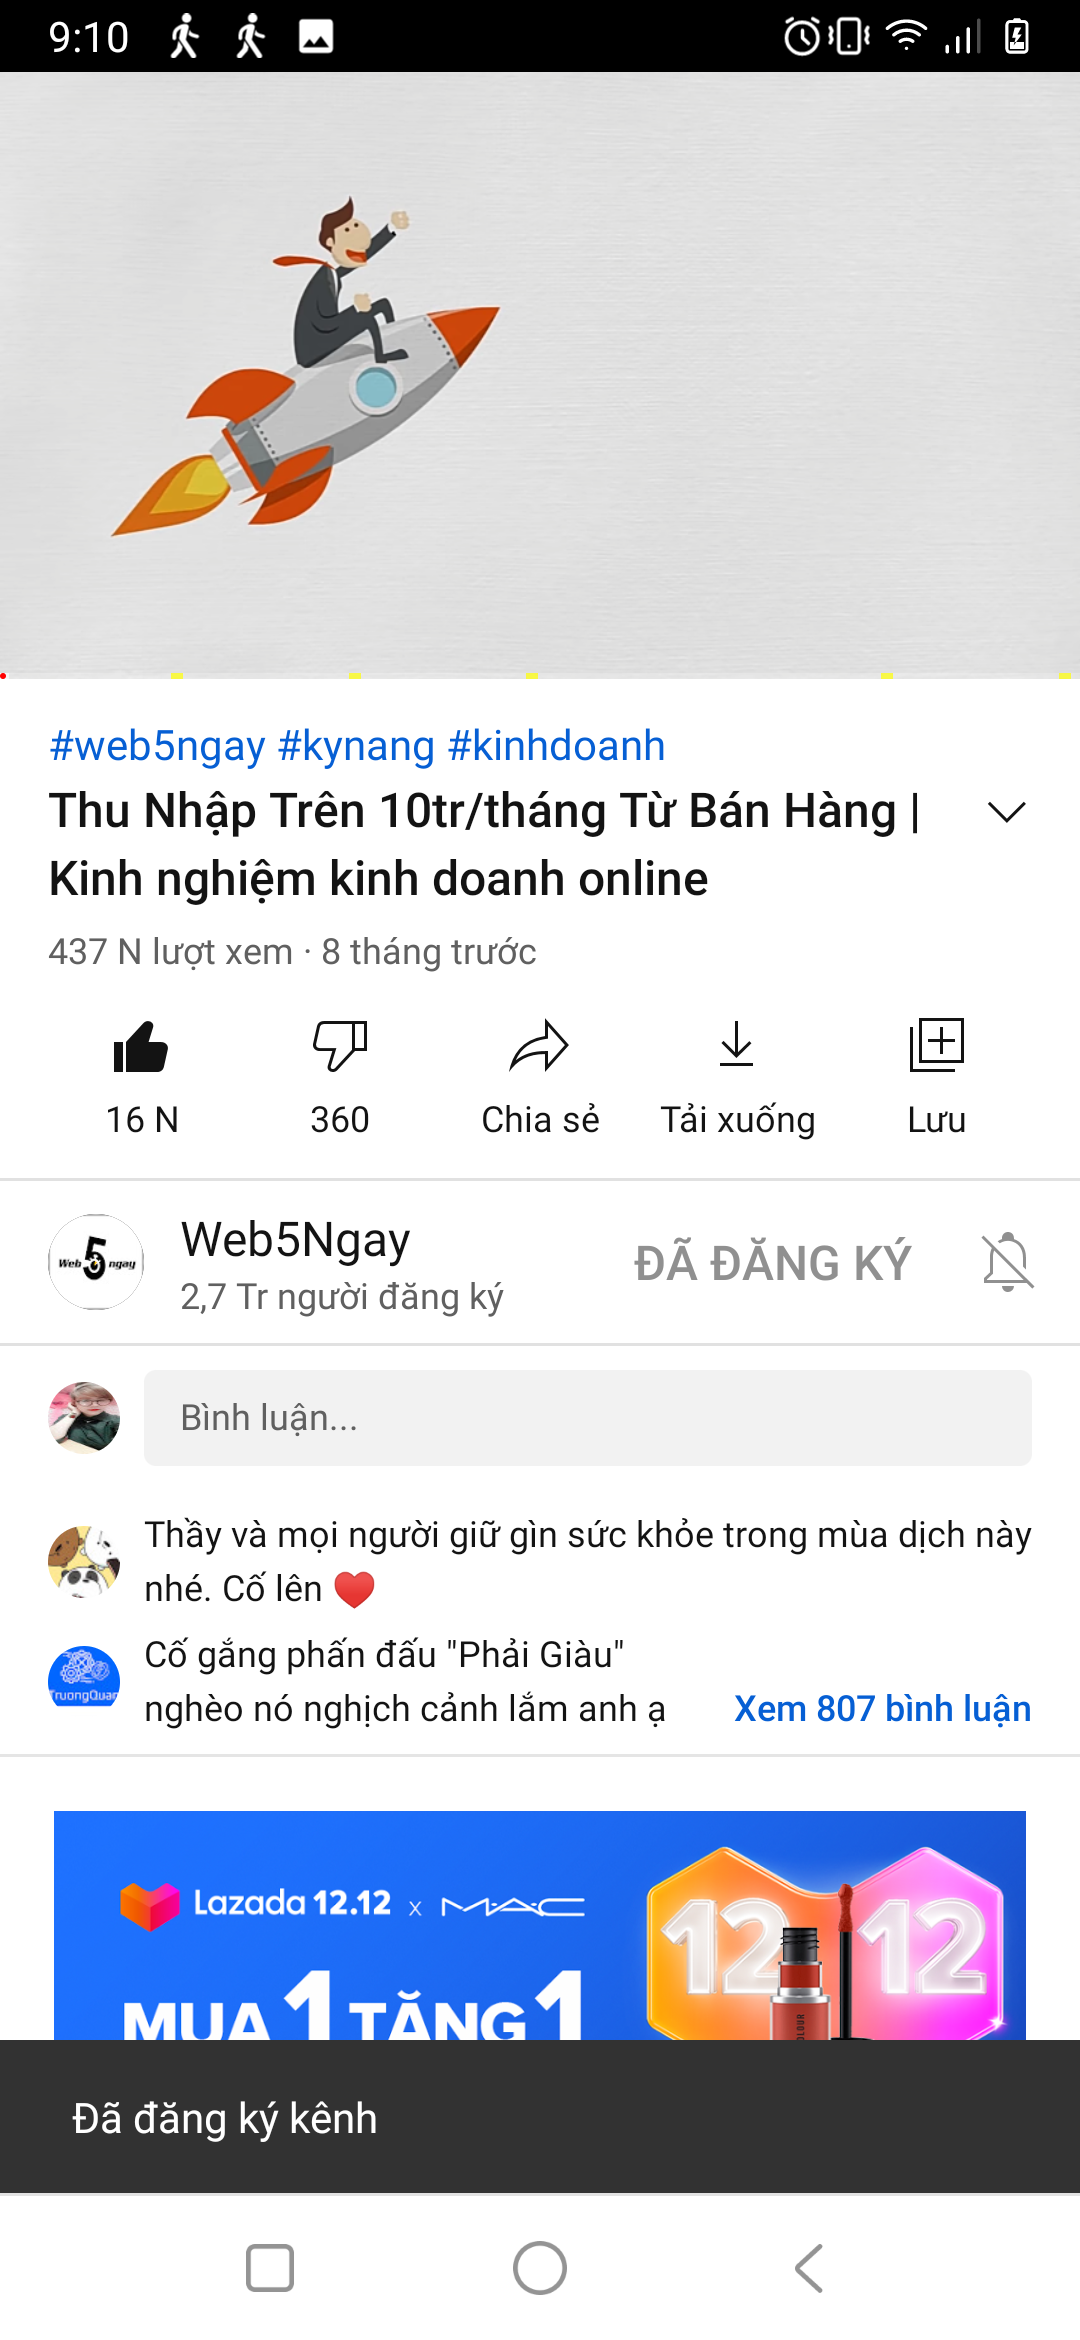 9:10
#web5ngay #kynang #kinhdoanh
Thu Nhập Trên 10tr/tháng Từ Bán Hàng |
Kinh nghiệm kinh doanh online
437 N lượt xem · 8 tháng trước
16 N
360
Chia sẻ
Tải xuống
Lưu
Web 5 ngay
Web5Ngay
2,7 Tr người đăng ký
ĐÃ ĐĂNG KÝ
Bình luận...
Thầy và mọi người giữ gìn sức khỏe trong mùa dịch này
nhé. Cố lên ❤️
TruongQuan
Cố gắng phấn đấu "Phải Giàu"
nghèo nó nghịch cảnh lắm anh ạ
Xem 807 bình luận
Lazada 12.12 x MAC
12 12
MUA 1 TẶNG 1
Đã đăng ký kênh